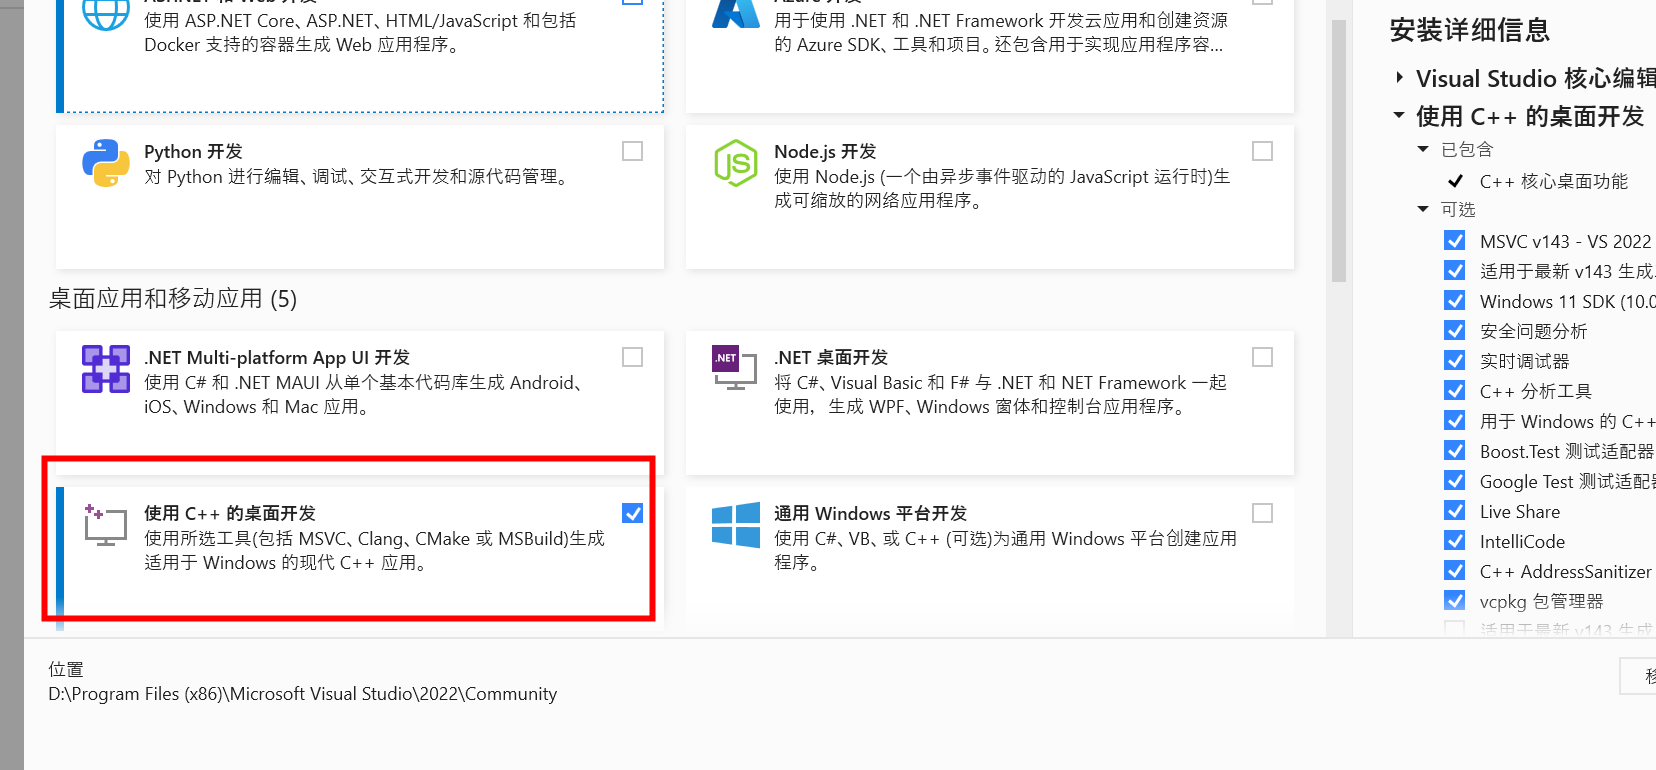 使用 ASP.NET Core、ASP.NET、HTML/JavaScript 和包括
Docker 支持的容器生成 Web 应用程序。
用于使用 .NET 和 .NET Framework 开发云应用和创建资源
的 Azure SDK、工具和项目。还包含用于实现应用程序容...
Python 开发
对 Python 进行编辑、调试、交互式开发和源代码管理。
Node.js 开发
使用 Node.js (一个由异步事件驱动的 JavaScript 运行时)生
成可缩放的网络应用程序。
桌面应用和移动应用 (5)
.NET Multi-platform App UI 开发
使用 C# 和 .NET MAUI 从单个基本代码库生成 Android、
iOS、Windows 和 Mac 应用。
.NET
.NET 桌面开发
将 C#、Visual Basic 和 F# 与 .NET 和 NET Framework 一起
使用，生成 WPF、Windows 窗体和控制台应用程序。
使用 C++ 的桌面开发
使用所选工具(包括 MSVC、Clang、CMake 或 MSBuild)生成
适用于 Windows 的现代 C++ 应用。
通用 Windows 平台开发
使用 C#、VB、或 C++ (可选)为通用 Windows 平台创建应用
程序。
位置
D:\Program Files (x86)\Microsoft Visual Studio\2022\Community
安装详细信息
Visual Studio 核心编辑
使用 C++ 的桌面开发
已包含
C++ 核心桌面功能
可选
MSVC v143 - VS 2022
适用于最新 v143 生成
Windows 11 SDK (10.0
安全问题分析
实时调试器
C++ 分析工具
用于 Windows 的 C++
Boost.Test 测试适配器
Google Test 测试适配器
Live Share
IntelliCode
C++ AddressSanitizer
vcpkg 包管理器
适用于最新 v143 生成
移